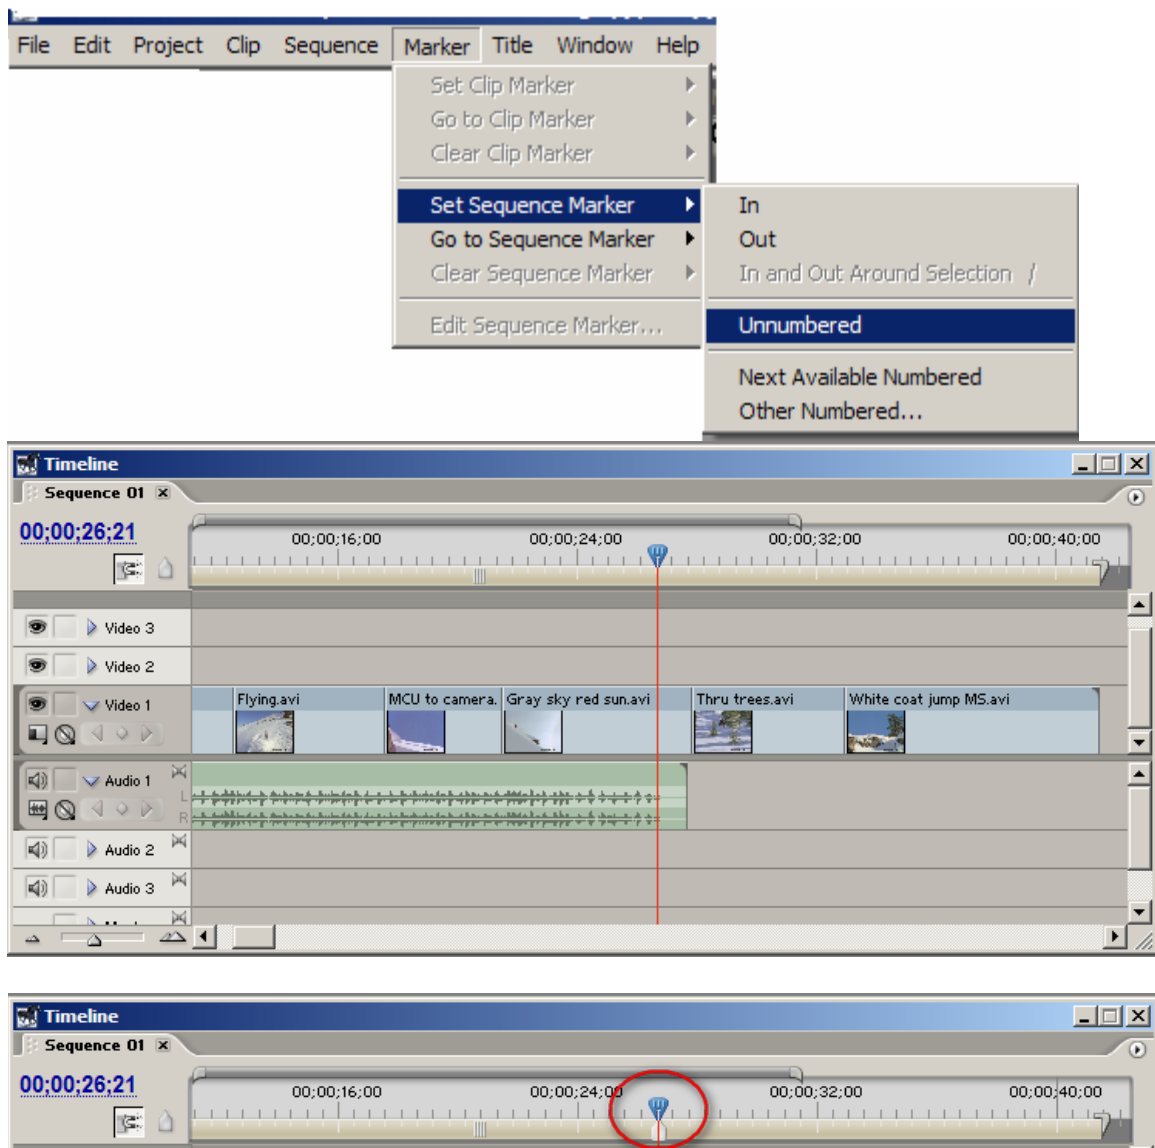 File Edit Project Clip Sequence Marker Title Window Help
Set Clip Marker
Go to Clip Marker
Clear Clip Marker
Set Sequence Marker
Go to Sequence Marker
Clear Sequence Marker
Edit Sequence Marker...
In
Out
In and Out Around Selection /
Unnumbered
Next Available Numbered
Other Numbered...
Timeline
Sequence 01
00;00;26;21
00;00;16;00 00;00;24;00 00;00;32;00 00;00;40;00
Video 3
Video 2
Video 1
Flying.avi MCU to camera. Gray sky red sun.avi Thru trees.avi White coat jump MS.avi
Audio 1
L
R
Audio 2
Audio 3
Timeline
Sequence 01
00;00;26;21
00;00;16;00 00;00;24;00 00;00;32;00 00;00;40;00